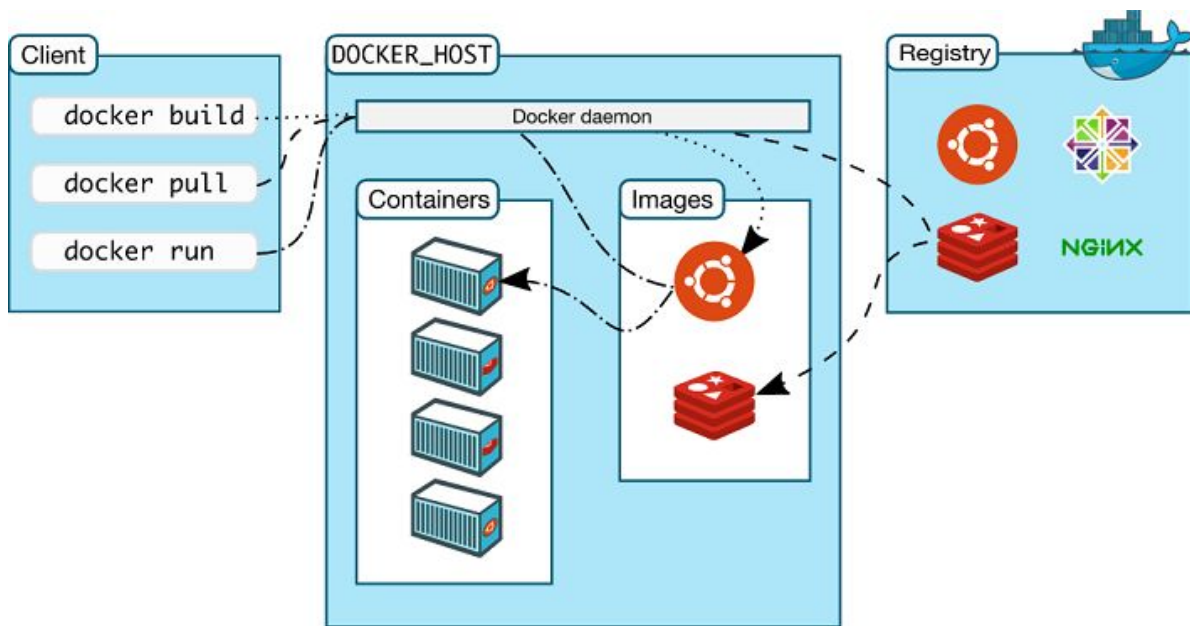 Client
docker build
docker pull
docker run
DOCKER_HOST
Docker daemon
Containers
Images
Registry
NGiNX